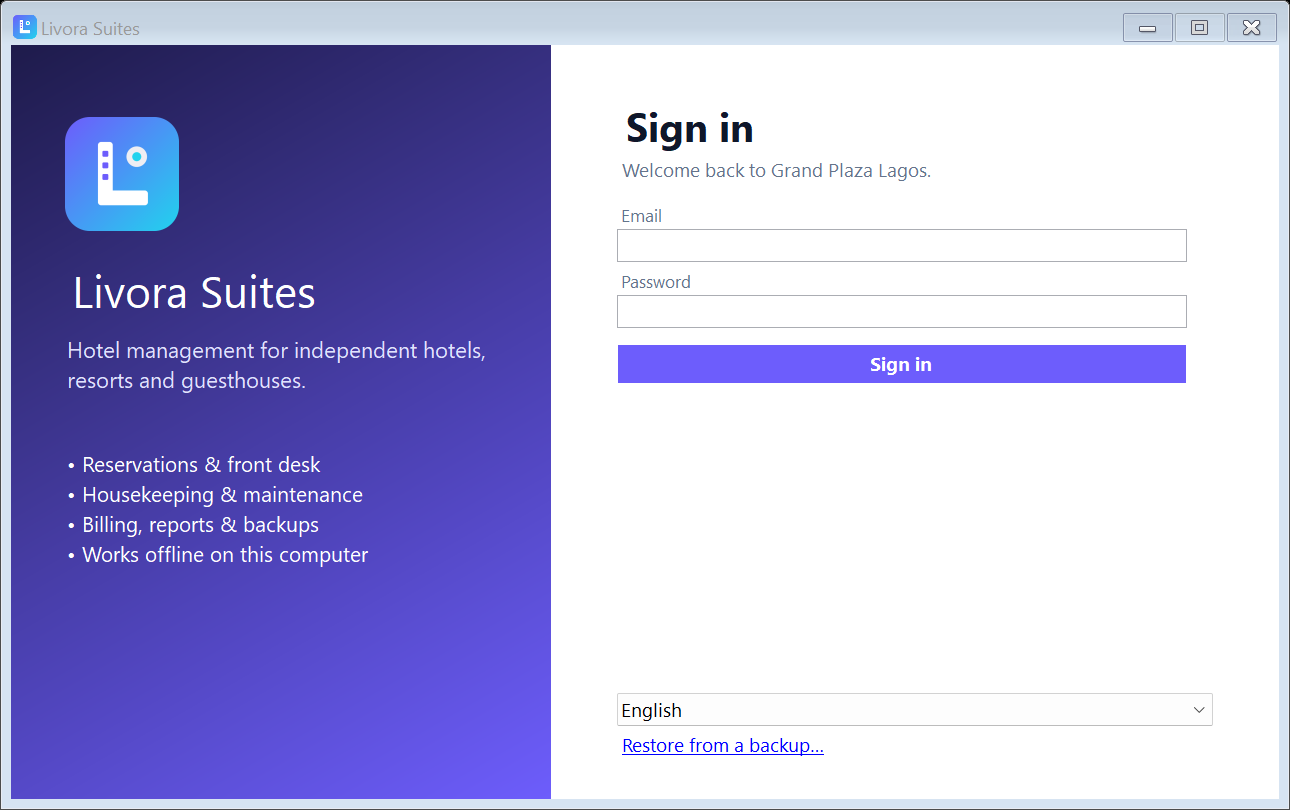 Livora Suites
Livora Suites
Hotel management for independent hotels,
resorts and guesthouses.
• Reservations & front desk
• Housekeeping & maintenance
• Billing, reports & backups
• Works offline on this computer
Sign in
Welcome back to Grand Plaza Lagos.
Email
Password
Sign in
English
Restore from a backup...